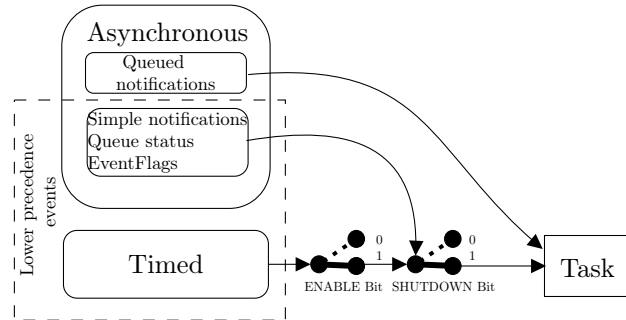 Asynchronous
Queued
notifications
Simple notifications
Queue status
EventFlags
Lower precedence
events
Timed
0
1
ENABLE Bit
0
1
SHUTDOWN Bit
Task